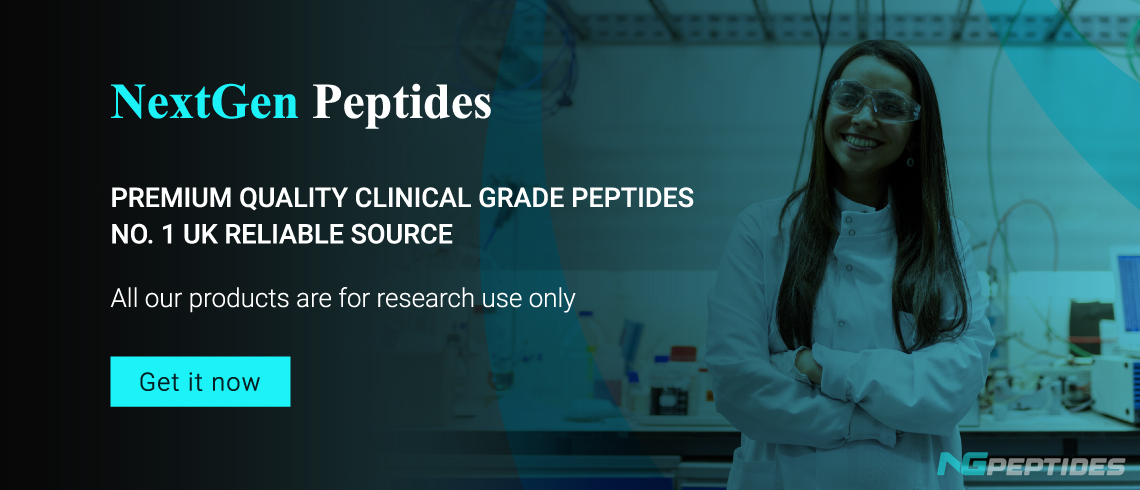 NextGen Peptides
PREMIUM QUALITY CLINICAL GRADE PEPTIDES
NO. 1 UK RELIABLE SOURCE
All our products are for research use only
Get it now
NGPEPTIDES